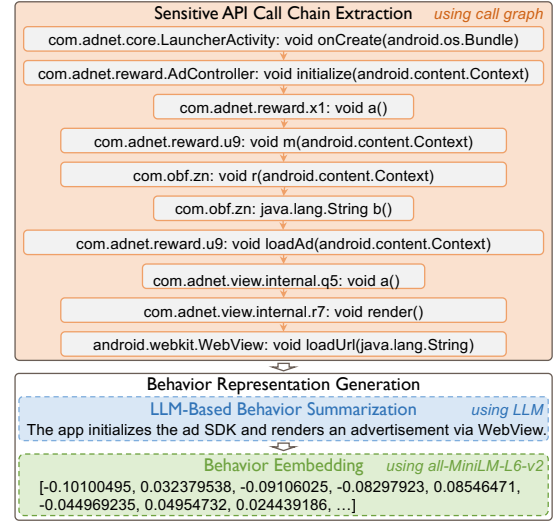 Sensitive API Call Chain Extraction using call graph
com.adnet.core.LauncherActivity: void onCreate(android.os.Bundle)
com.adnet.reward.AdController: void initialize(android.content.Context)
com.adnet.reward.x1: void a()
com.adnet.reward.u9: void m(android.content.Context)
com.obf.zn: void r(android.content.Context)
com.obf.zn: java.lang.String b()
com.adnet.reward.u9: void loadAd(android.content.Context)
com.adnet.view.internal.q5: void a()
com.adnet.view.internal.r7: void render()
android.webkit.WebView: void loadUrl(java.lang.String)
Behavior Representation Generation
LLM-Based Behavior Summarization using LLM
The app initializes the ad SDK and renders an advertisement via WebView.
Behavior Eembedding using all-MiniLM-L6-v2
[-0.10100495, 0.032379538, -0.09106025, -0.08297923, 0.08546471,
-0.044969235, 0.04954732, 0.024439186, …]